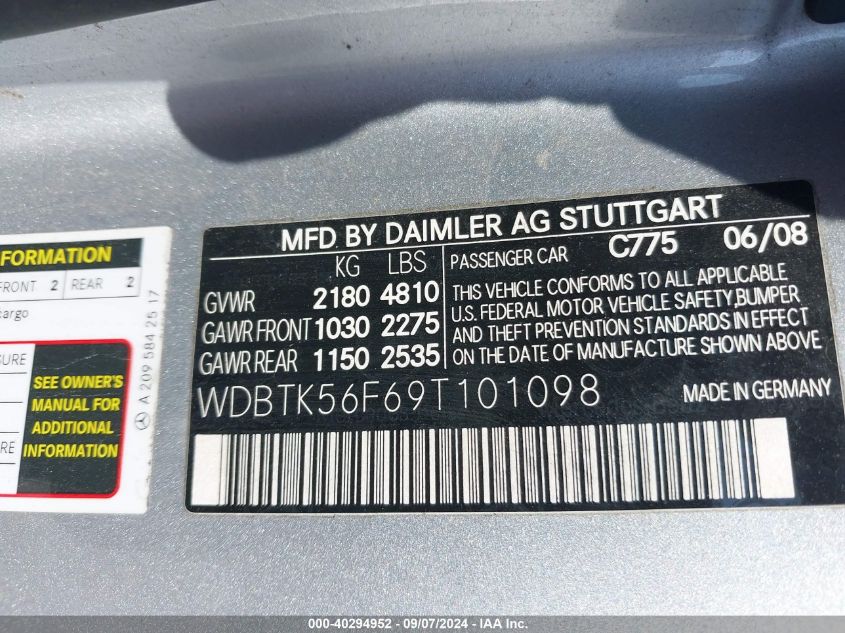 FORMATION
FRONT 2 REAR 2
cargo
SURE
RE
SEE OWNER'S
MANUAL FOR
ADDITIONAL
INFORMATION
A 209 584 25 17
MFD BY DAIMLER AG STUTTGART
KG LBS
GVWR 2180 4810
GAWR FRONT 1030 2275
GAWR REAR 1150 2535
PASSENGER CAR C775 06/08
THIS VEHICLE CONFORMS TO ALL APPLICABLE
U.S. FEDERAL MOTOR VEHICLE SAFETY,BUMPER
AND THEFT PREVENTION STANDARDS IN EFFECT
ON THE DATE OF MANUFACTURE SHOWN ABOVE
WDBTK56F69T101098
MADE IN GERMANY
000-40294952 - 09/07/2024 - IAA Inc.